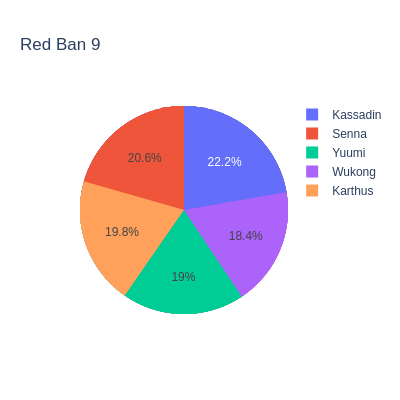 Red Ban 9
Kassadin
Senna
Yuumi
Wukong
Karthus
20.6%
22.2%
19.8%
18.4%
19%